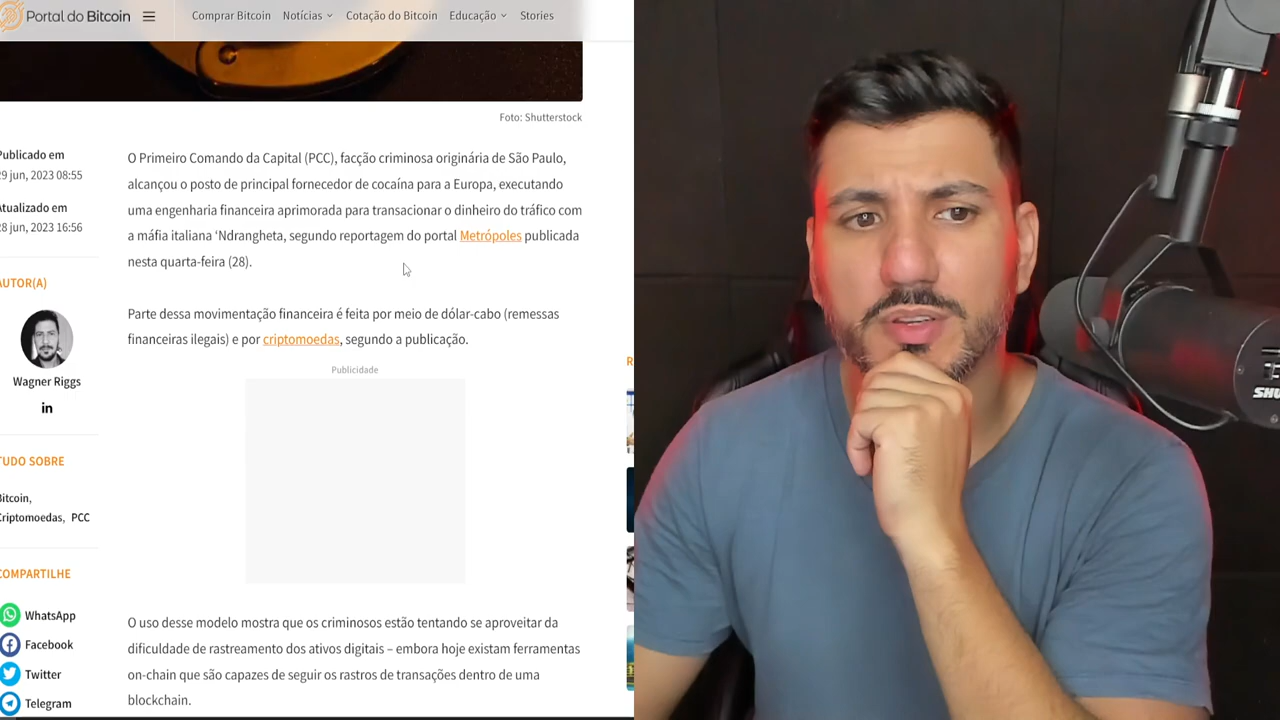 Portal do Bitcoin
Comprar Bitcoin Notícias Cotação do Bitcoin Educação Stories
Foto: Shutterstock
Publicado em
29 jun, 2023 08:55
Atualizado em
28 jun, 2023 16:56
AUTOR(A)
Wagner Riggs
in
TUDO SOBRE
Bitcoin,
Criptomoedas, PCC
COMPARTILHE
WhatsApp
Facebook
Twitter
Telegram
O Primeiro Comando da Capital (PCC), facção criminosa originária de São Paulo,
alcançou o posto de principal fornecedor de cocaína para a Europa, executando
uma engenharia financeira aprimorada para transacionar o dinheiro do tráfico com
a máfia italiana ‘Ndrangheta, segundo reportagem do portal Metrópoles publicada
nesta quarta-feira (28).
Parte dessa movimentação financeira é feita por meio de dólar-cabo (remessas
financeiras ilegais) e por criptomoedas, segundo a publicação.
Publicidade
O uso desse modelo mostra que os criminosos estão tentando se aproveitar da
dificuldade de rastreamento dos ativos digitais – embora hoje existam ferramentas
on-chain que são capazes de seguir os rastros de transações dentro de uma
blockchain.
R
SHU